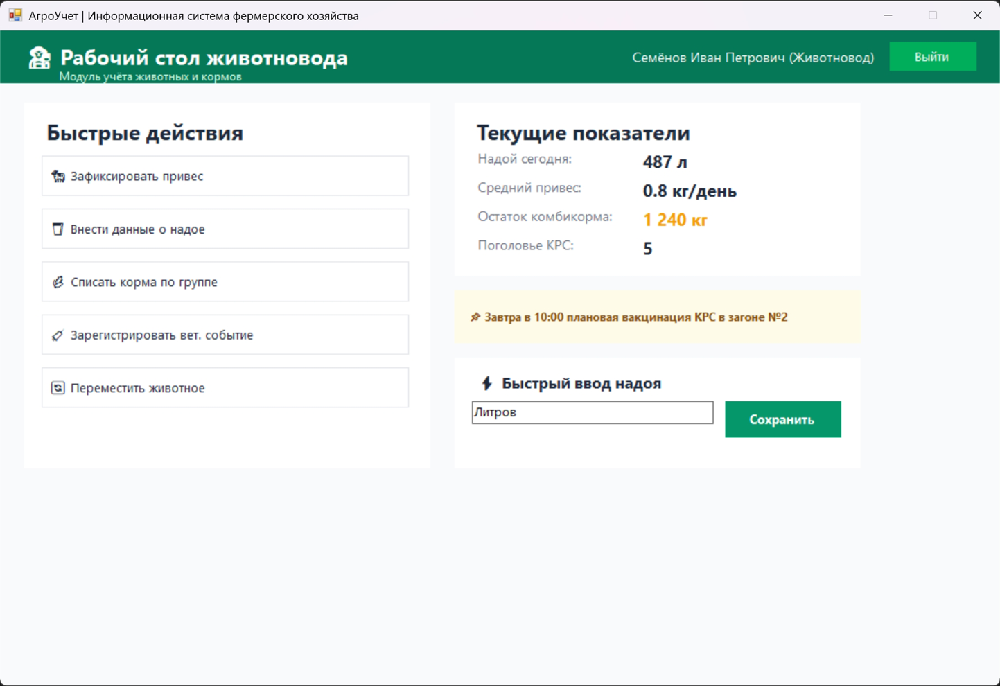 АгроУчет | Информационная система фермерского хозяйства
Рабочий стол животновода
Модуль учёта животных и кормов
Семёнов Иван Петрович (Животновод)
Выйти
Быстрые действия
Зафиксировать привес
Внести данные о надое
Списать корма по группе
Зарегистрировать вет. событие
Переместить животное
Текущие показатели
Надой сегодня: 487 л
Средний привес: 0.8 кг/день
Остаток комбикорма: 1 240 кг
Поголовье КРС: 5
Завтра в 10:00 плановая вакцинация КРС в загоне №2
Быстрый ввод надоя
Литров
Сохранить